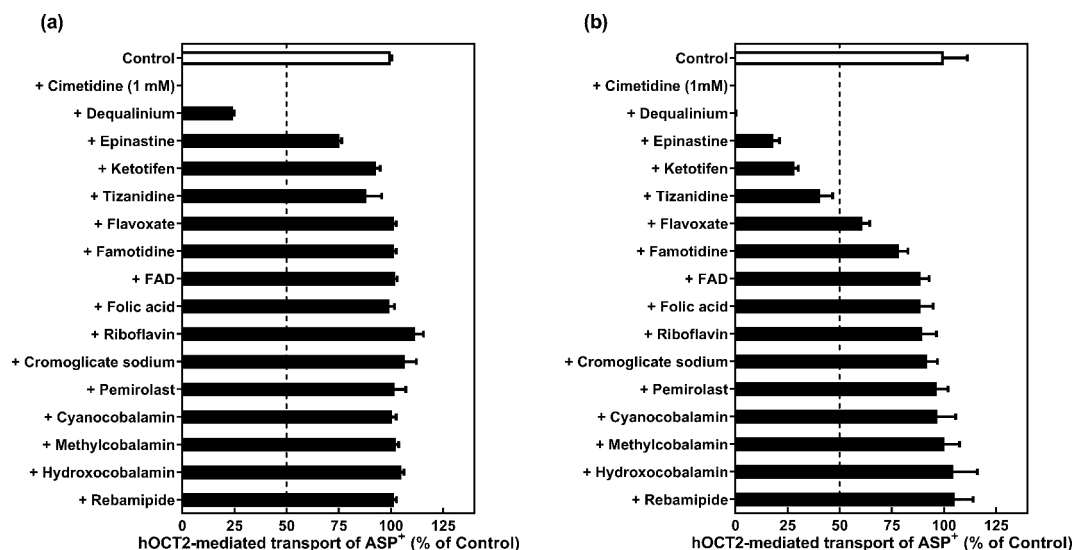 (a)
Control
+ Cimetidine (1 mM)
+ Dequalinium
+ Epinastine
+ Ketotifen
+ Tizanidine
+ Flavoxate
+ Famotidine
+ FAD
+ Folic acid
+ Riboflavin
+ Cromoglicate sodium
+ Pemirolast
+ Cyanocobalamin
+ Methylcobalamin
+ Hydroxocobalamin
+ Rebamipide
0 25 50 75 100 125
hOCT2-mediated transport of ASP⁺ (% of Control)
(b)
Control
+ Cimetidine (1mM)
+ Dequalinium
+ Epinastine
+ Ketotifen
+ Tizanidine
+ Flavoxate
+ Famotidine
+ FAD
+ Folic acid
+ Riboflavin
+ Cromoglicate sodium
+ Pemirolast
+ Cyanocobalamin
+ Methylcobalamin
+ Hydroxocobalamin
+ Rebamipide
0 25 50 75 100 125
hOCT2-mediated transport of ASP⁺ (% of Control)